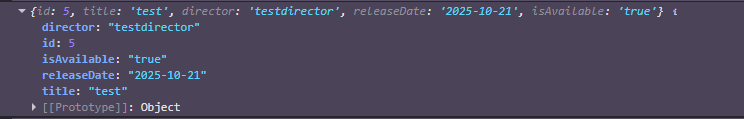 {id: 5, title: 'test', director: 'testdirector', releaseDate: '2025-10-21', isAvailable: 'true'} i
director: "testdirector"
id: 5
isAvailable: "true"
releaseDate: "2025-10-21"
title: "test"
[[Prototype]]: Object